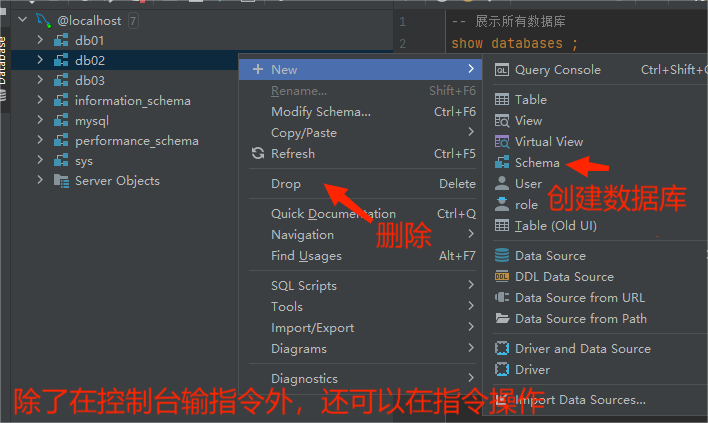 @localhost 7
1 -- 展示所有数据库
2 show databases ;
Database
db01
db02
db03
information_schema
mysql
performance_schema
sys
Server Objects
New
Rename... Shift+F6
Modify Schema... Ctrl+F6
Copy/Paste
Refresh Ctrl+F5
Drop Delete
删除
Quick Documentation Ctrl+Q
Navigation
Find Usages Alt+F7
SQL Scripts
Tools
Import/Export
Diagrams
Diagnostics
Query Console Ctrl+Shift+
Table
View
Virtual View
Schema
User
创建数据库
role
Table (Old UI)
Data Source
DDL Data Source
Data Source from URL
Data Source from Path
Driver and Data Source
Driver
Import Data Sources...
除了在控制台输指令外，还可以在指令操作